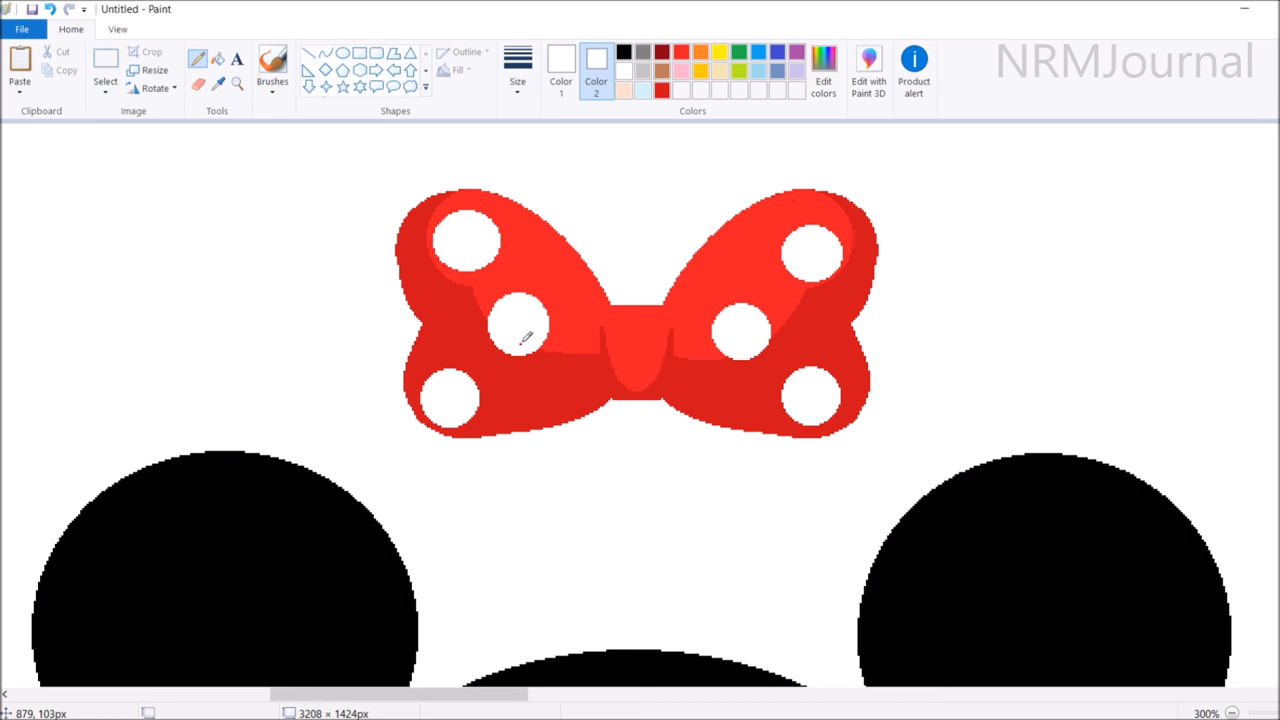 Untitled - Paint
File Home View
Paste
Cut
Copy
Clipboard
Select
Crop
Resize
Rotate
Image
Tools
Brushes
Shapes
Outline
Fill
Size
Color 1
Color 2
Colors
Edit colors
Edit with Paint 3D
Product alert
NRMJournal
879, 103px
3208 × 1424px
300%